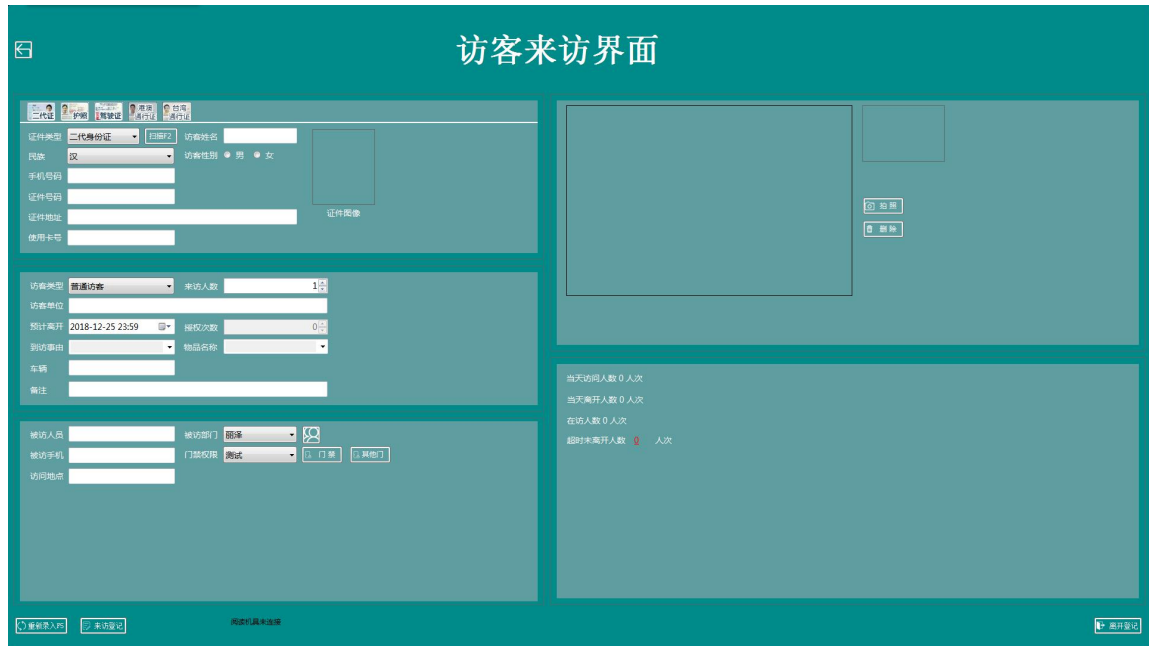 访客来访界面
二代证 护照 驾驶证 港澳通行证 台湾通行证
证件类型 二代身份证 扫描F2 访客姓名
民族 汉 访客性别 男 女
手机号码
证件号码
证件地址
证件图像
使用卡号
访客类型 普通访客 来访人数 1
访客单位
预计离开 2018-12-25 23:59 授权次数 0
到访事由 物品名称
车辆
备注
被访人员 被访部门 丽泽
被访手机 门禁权限 测试 门禁 其他门
访问地点
拍照
删除
当天访问人数 0 人次
当天离开人数 0 人次
在访人数 0 人次
超时未离开人数 0 人次
重新录入F5 来访登记 阅读机具未连接 离开登记